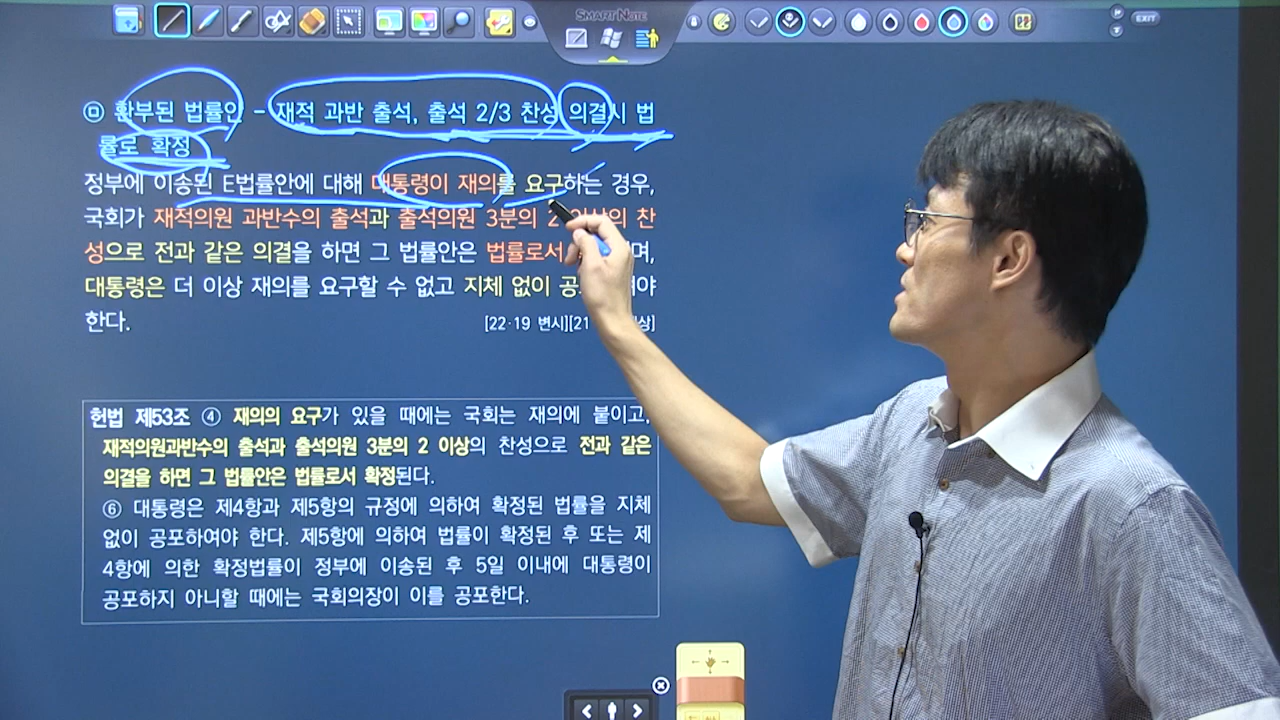 SMART NOTE
EXIT
㈄ 환부된 법률안 - 재적 과반 출석, 출석 2/3 찬성 의결시 법
률로 확정
정부에 이송된 E법률안에 대해 대통령이 재의를 요구하는 경우,
국회가 재적의원 과반수의 출석과 출석의원 3분의 2 이상의 찬
성으로 전과 같은 의결을 하면 그 법률안은 법률로서 며,
대통령은 더 이상 재의를 요구할 수 없고 지체 없이 공 여야
한다. [22·19 변시][21 상]
헌법 제53조 ④ 재의의 요구가 있을 때에는 국회는 재의에 붙이고,
재적의원과반수의 출석과 출석의원 3분의 2 이상의 찬성으로 전과 같은
의결을 하면 그 법률안은 법률로서 확정된다.
⑥ 대통령은 제4항과 제5항의 규정에 의하여 확정된 법률을 지체
없이 공포하여야 한다. 제5항에 의하여 법률이 확정된 후 또는 제
4항에 의한 확정법률이 정부에 이송된 후 5일 이내에 대통령이
공포하지 아니할 때에는 국회의장이 이를 공포한다.